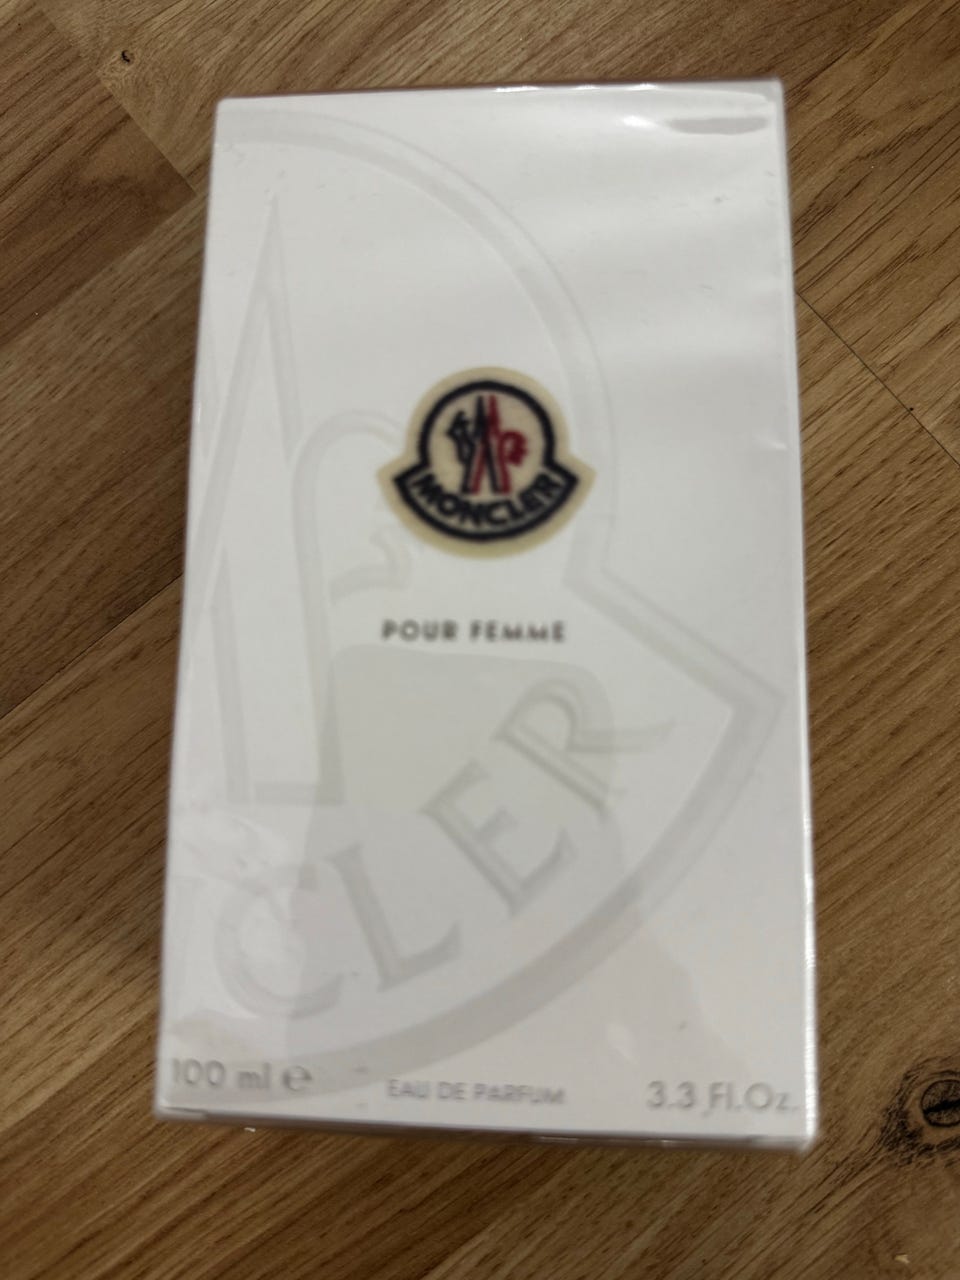 MONCLER
POUR FEMME
CLER
100 ml ℮
EAU DE PARFUM
3.3 Fl.Oz.